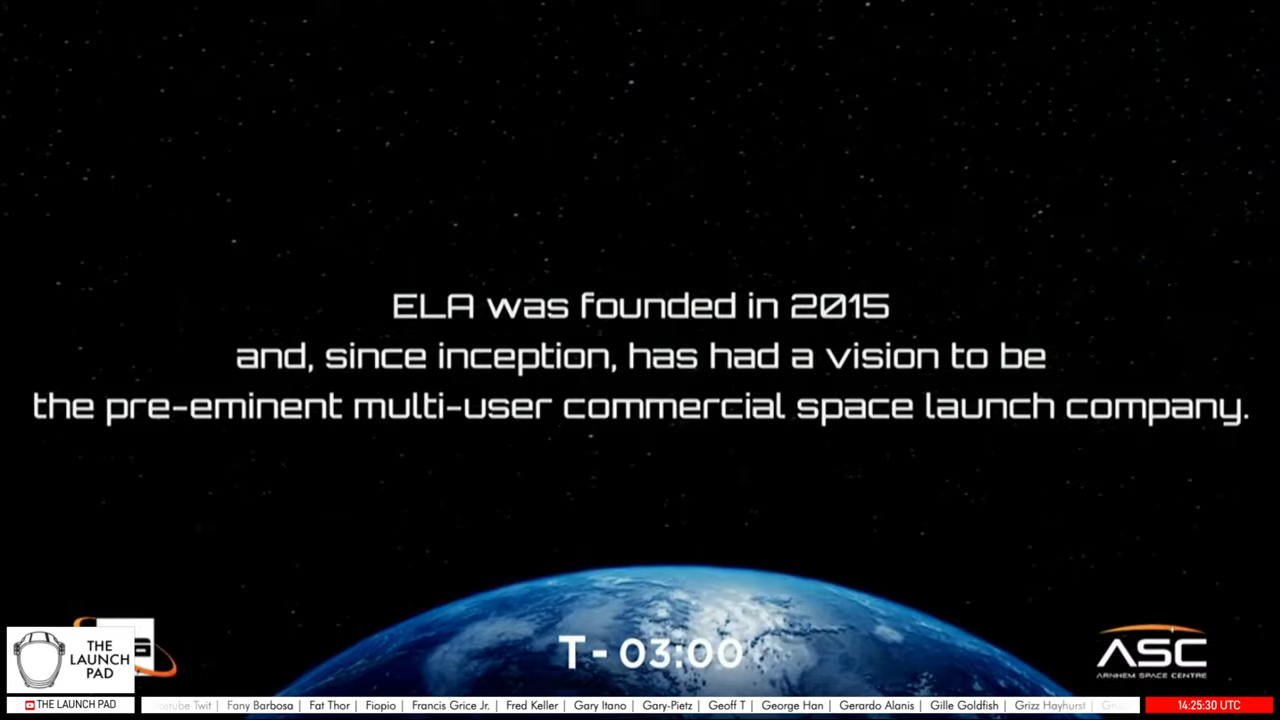 ELA was founded in 2015
and, since inception, has had a vision to be
the pre-eminent multi-user commercial space launch company.
T- 03:00
THE
LAUNCH
PAD
ASC
ARNHEM SPACE CENTRE
THE LAUNCH PAD
Twit | Fany Barbosa | Fat Thor | Fiopio | Francis Grice Jr. | Fred Keller | Gary Itano | Gary-Pietz | Geoff T | George Han | Gerardo Alanis | Gille Goldfish | Grizz Hayhurst |
14:25:30 UTC